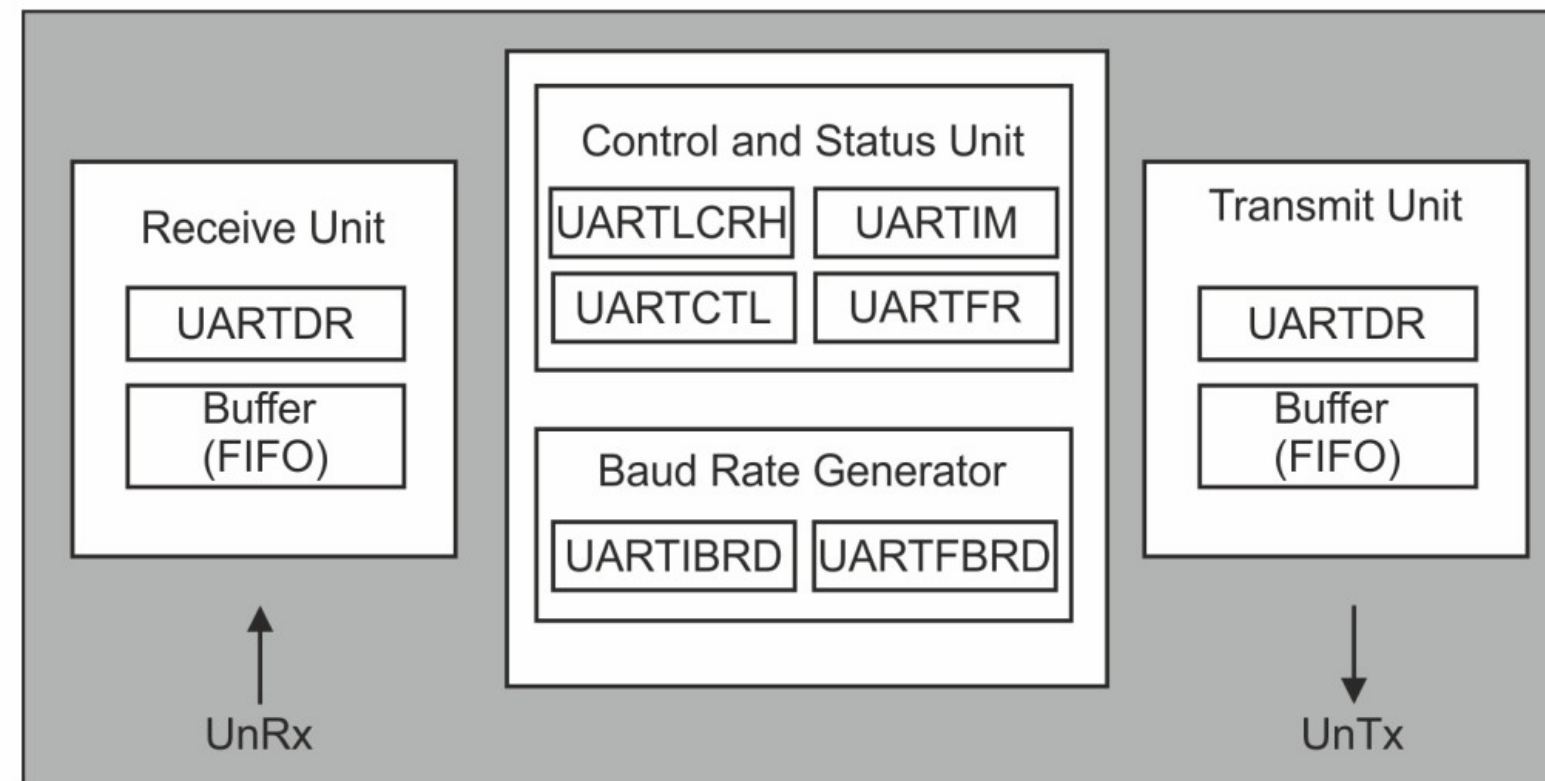 Receive Unit
UARTDR
Buffer
(FIFO)
UnRx
Control and Status Unit
UARTLCRH UARTIM
UARTCTL UARTFR
Baud Rate Generator
UARTIBRD UARTFBRD
Transmit Unit
UARTDR
Buffer
(FIFO)
UnTx